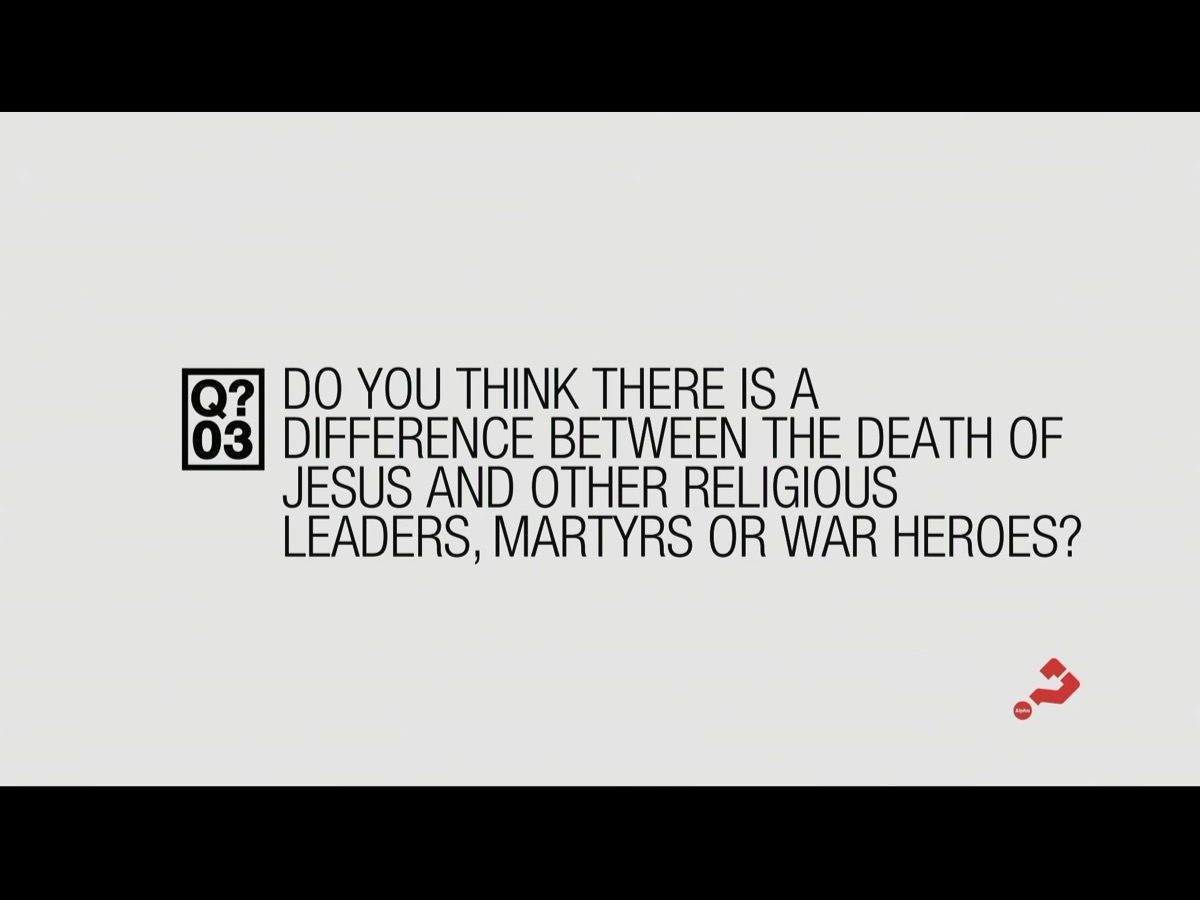 Q?
03
DO YOU THINK THERE IS A
DIFFERENCE BETWEEN THE DEATH OF
JESUS AND OTHER RELIGIOUS
LEADERS, MARTYRS OR WAR HEROES?
Alpha